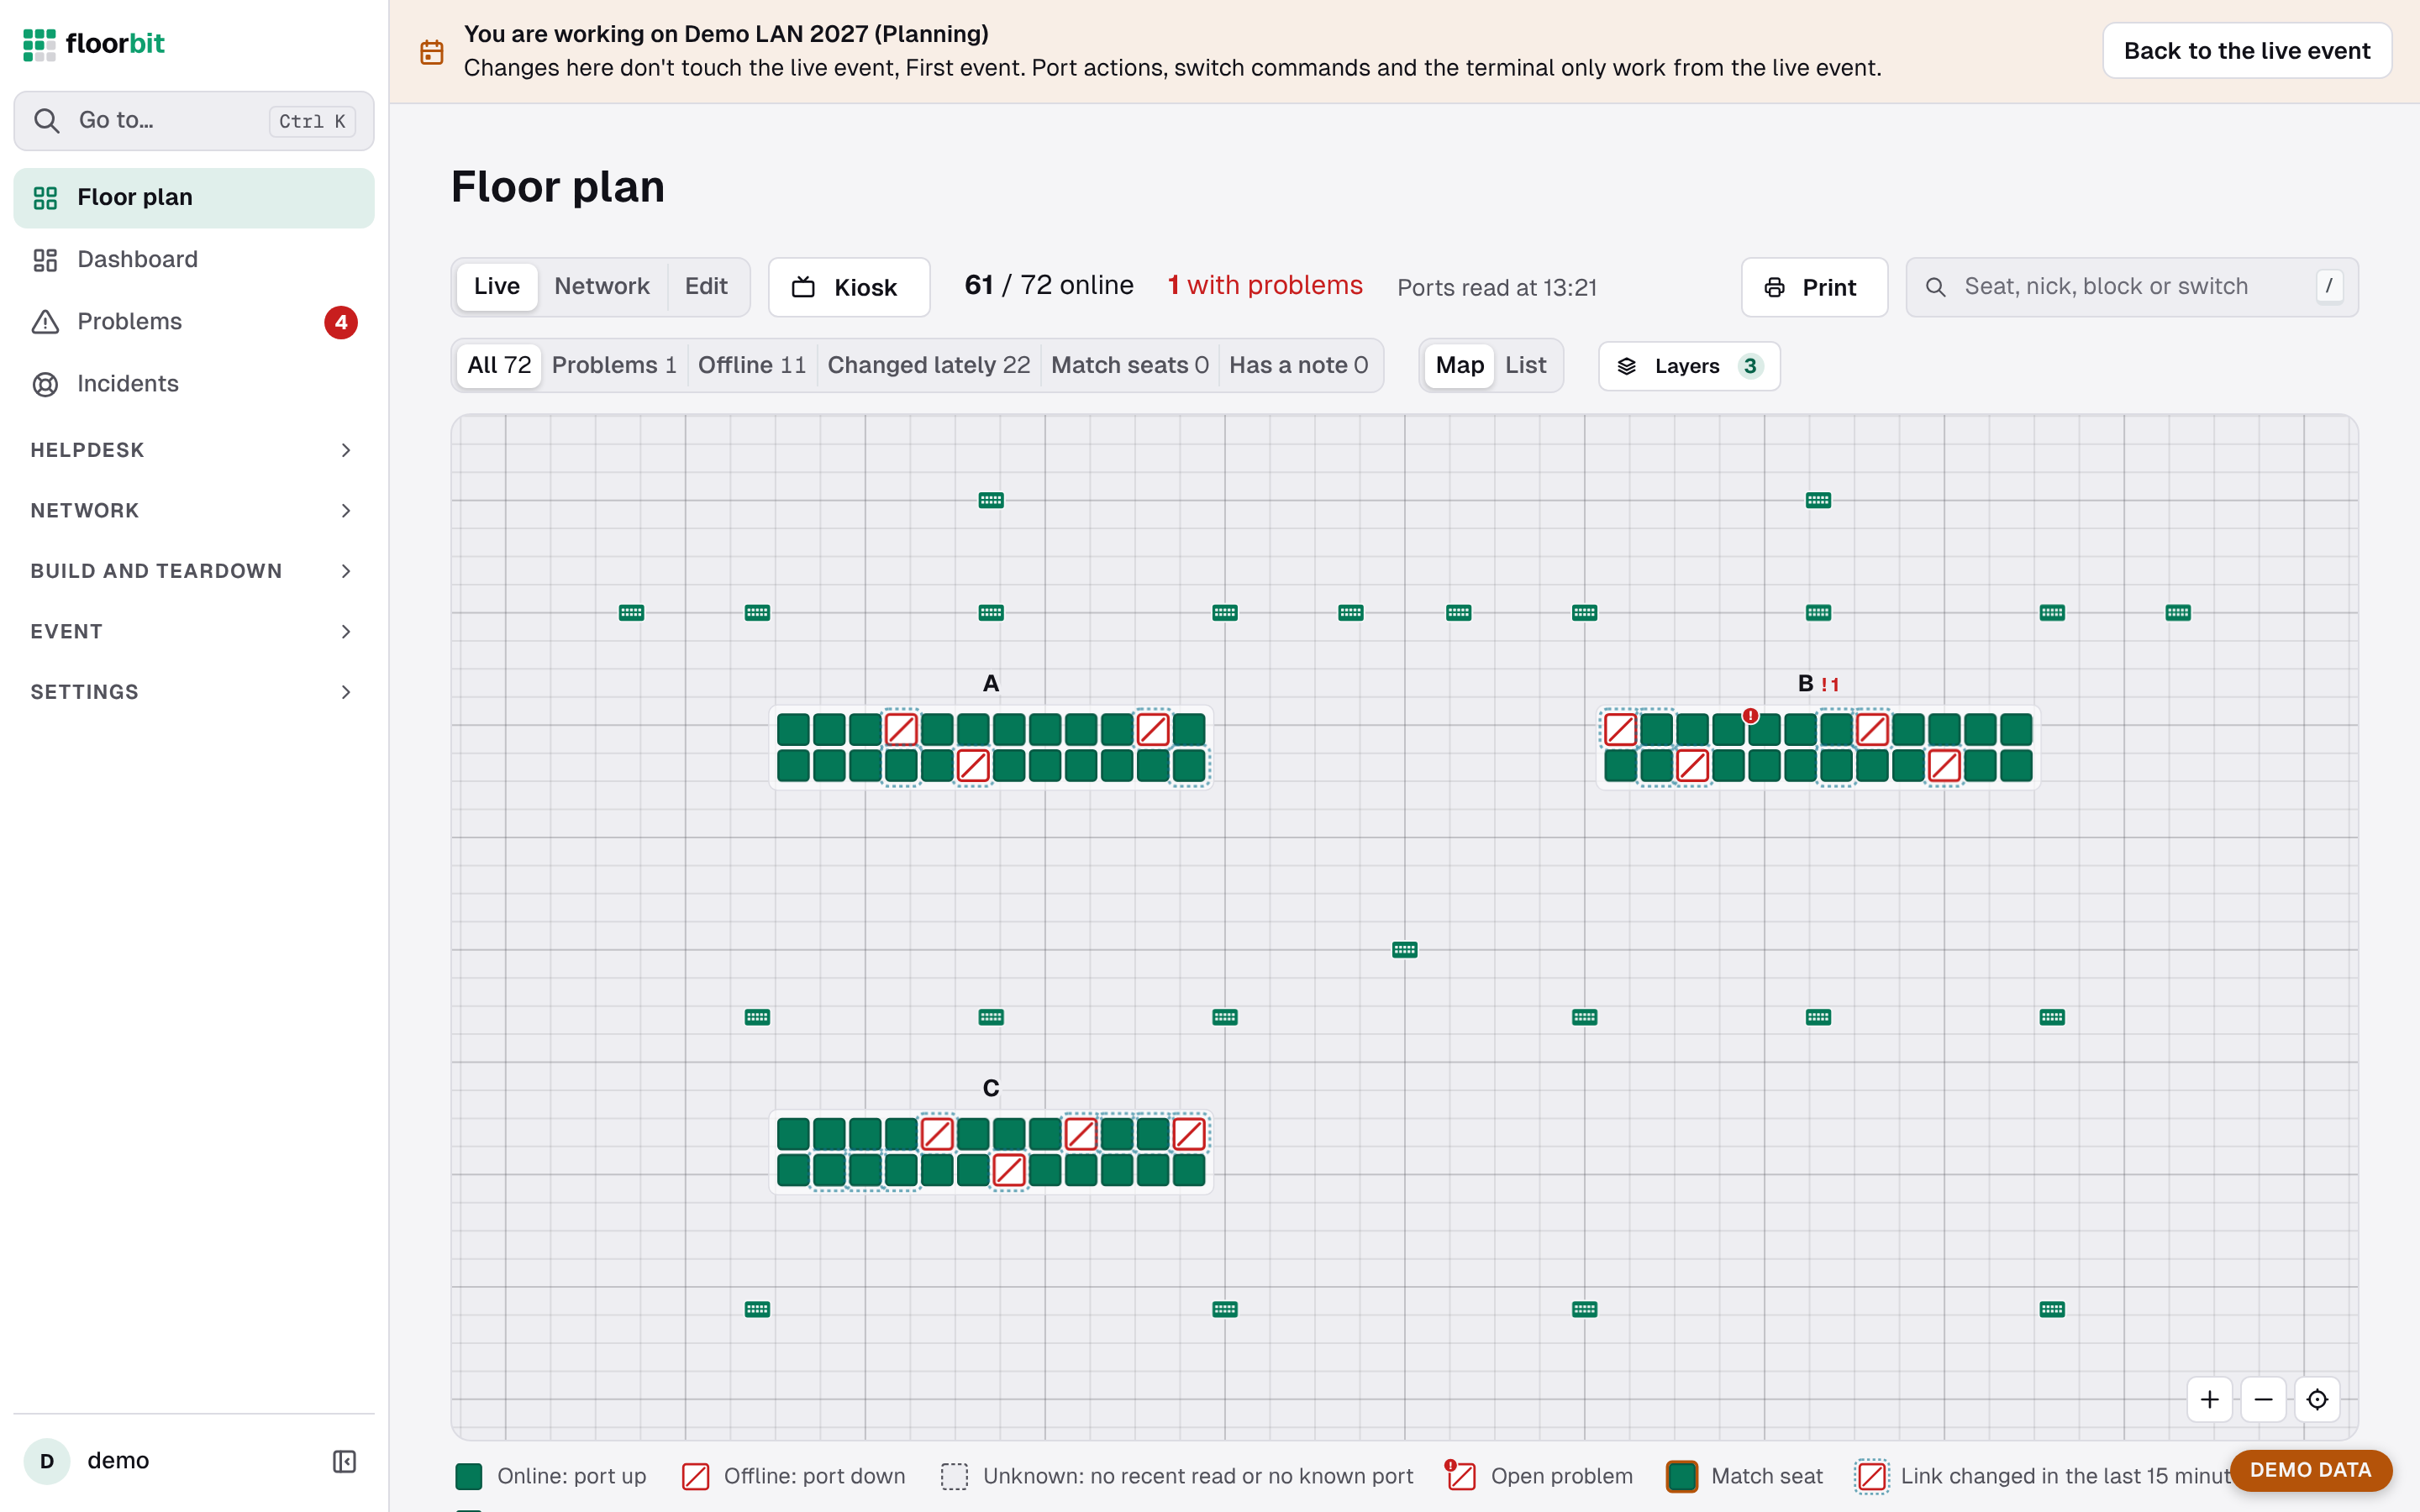 floorbit
Go to...
Ctrl K
Floor plan
Dashboard
Problems
4
Incidents
HELPDESK
NETWORK
BUILD AND TEARDOWN
EVENT
SETTINGS
D
demo
You are working on Demo LAN 2027 (Planning)
Changes here don't touch the live event, First event. Port actions, switch commands and the terminal only work from the live event.
Back to the live event
Floor plan
Live Network Edit
Kiosk
61 / 72 online
1 with problems
Ports read at 13:21
Print
Seat, nick, block or switch /
All 72 Problems 1 Offline 11 Changed lately 22 Match seats 0 Has a note 0
Map List
Layers 3
A
B !1
!
C
Online: port up
Offline: port down
Unknown: no recent read or no known port
Open problem
Match seat
Link changed in the last 15 minut
DEMO DATA